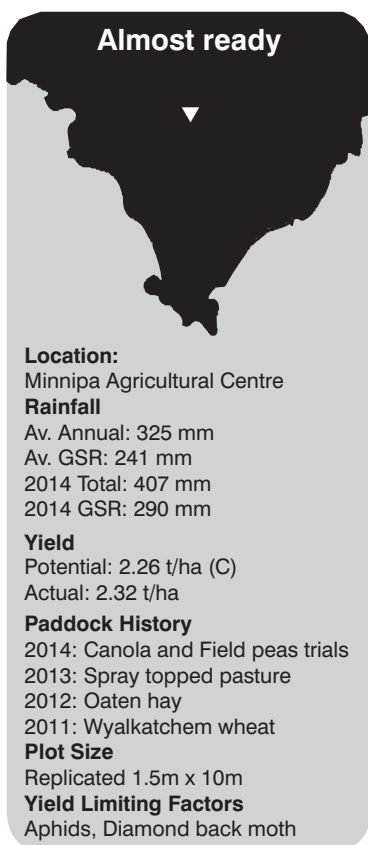 Almost ready
Location:
Minnipa Agricultural Centre
Rainfall
Av. Annual: 325 mm
Av. GSR: 241 mm
2014 Total: 407 mm
2014 GSR: 290 mm
Yield
Potential: 2.26 t/ha (C)
Actual: 2.32 t/ha
Paddock History
2014: Canola and Field peas trials
2013: Spray topped pasture
2012: Oaten hay
2011: Wyalkatchem wheat
Plot Size
Replicated 1.5m x 10m
Yield Limiting Factors
Aphids, Diamond back moth